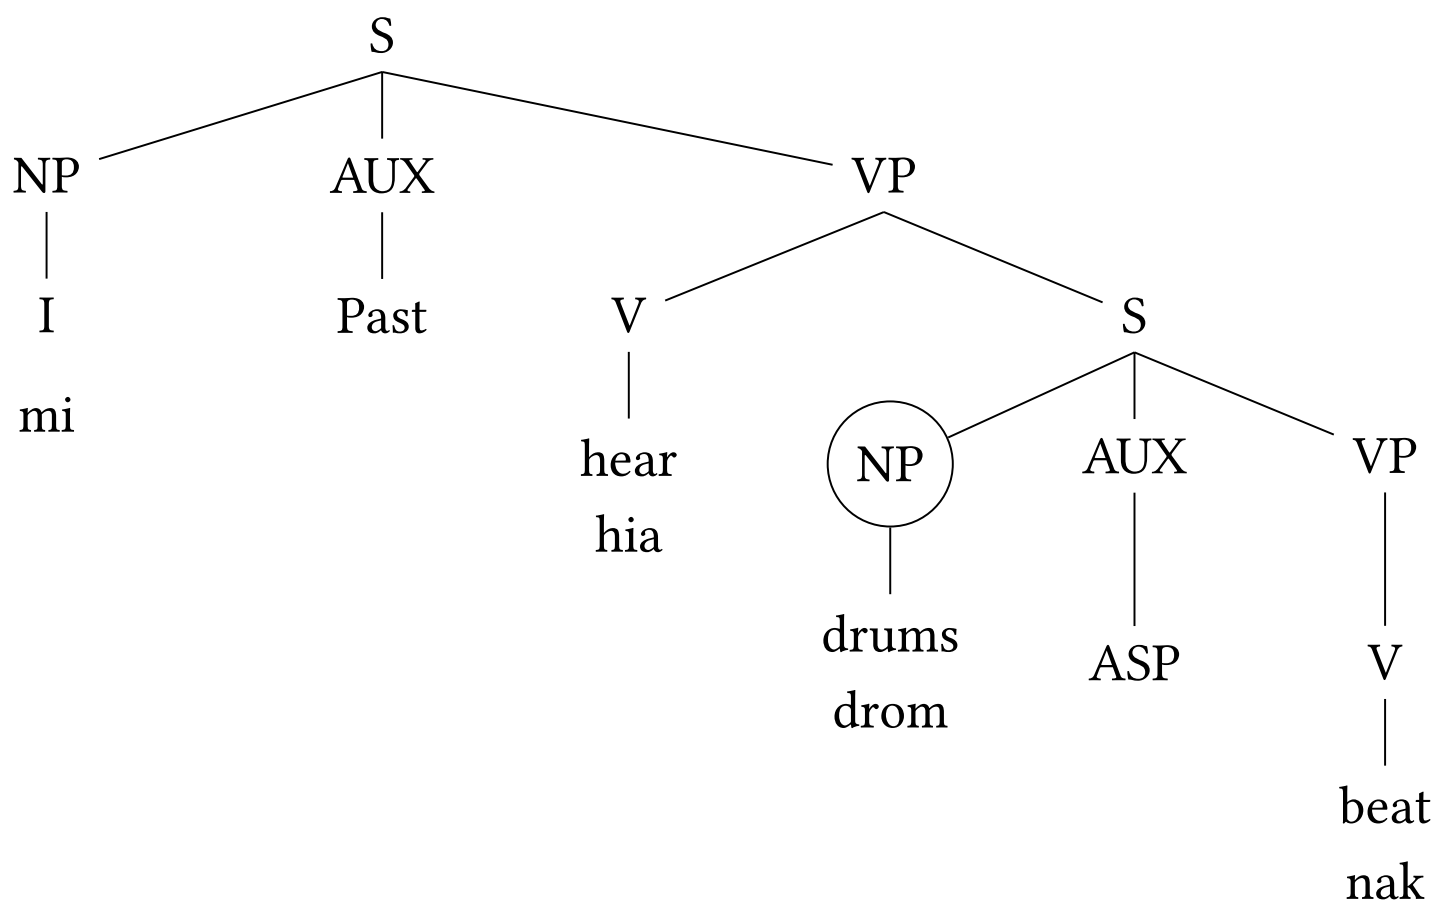 S
NP AUX VP
I Past V S
mi
hear NP AUX VP
hia
drums ASP V
drom
beat
nak